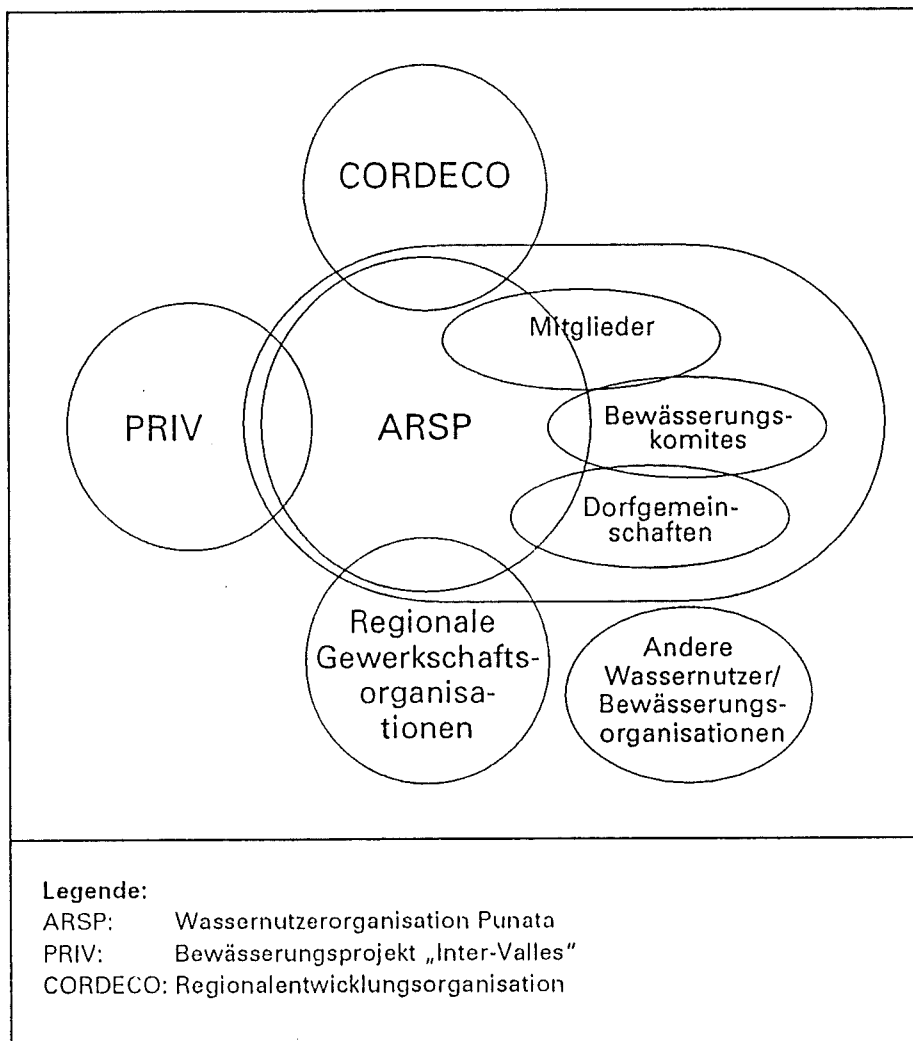 CORDECO
Mitglieder
PRIV
ARSP
Bewässerungs-
komites
Dorfgemein-
schaften
Regionale
Gewerkschafts-
organisa-
tionen
Andere
Wassernutzer/
Bewässerungs-
organisationen
Legende:
ARSP: Wassernutzerorganisation Punata
PRIV: Bewässerungsprojekt „Inter-Valles"
CORDECO: Regionalentwicklungsorganisation